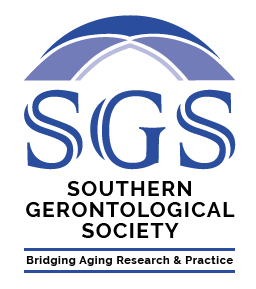 SGS
SOUTHERN
GERONTOLOGICAL
SOCIETY
Bridging Aging Research & Practice